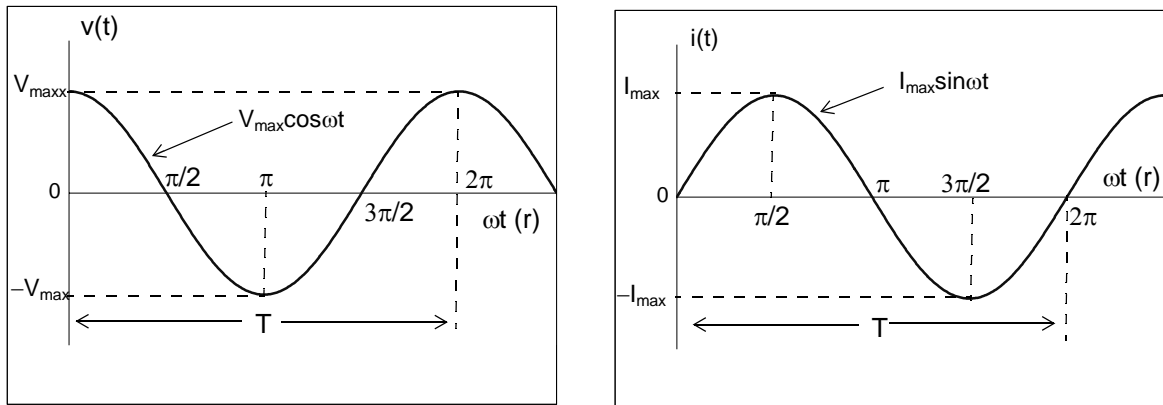 v(t)
Vmaxx
Vmaxcosωt
0
π/2
π
3π/2
2π
ωt (r)
−Vmax
T
i(t)
Imax
Imaxsinωt
0
π/2
π
3π/2
2π
ωt (r)
−Imax
T